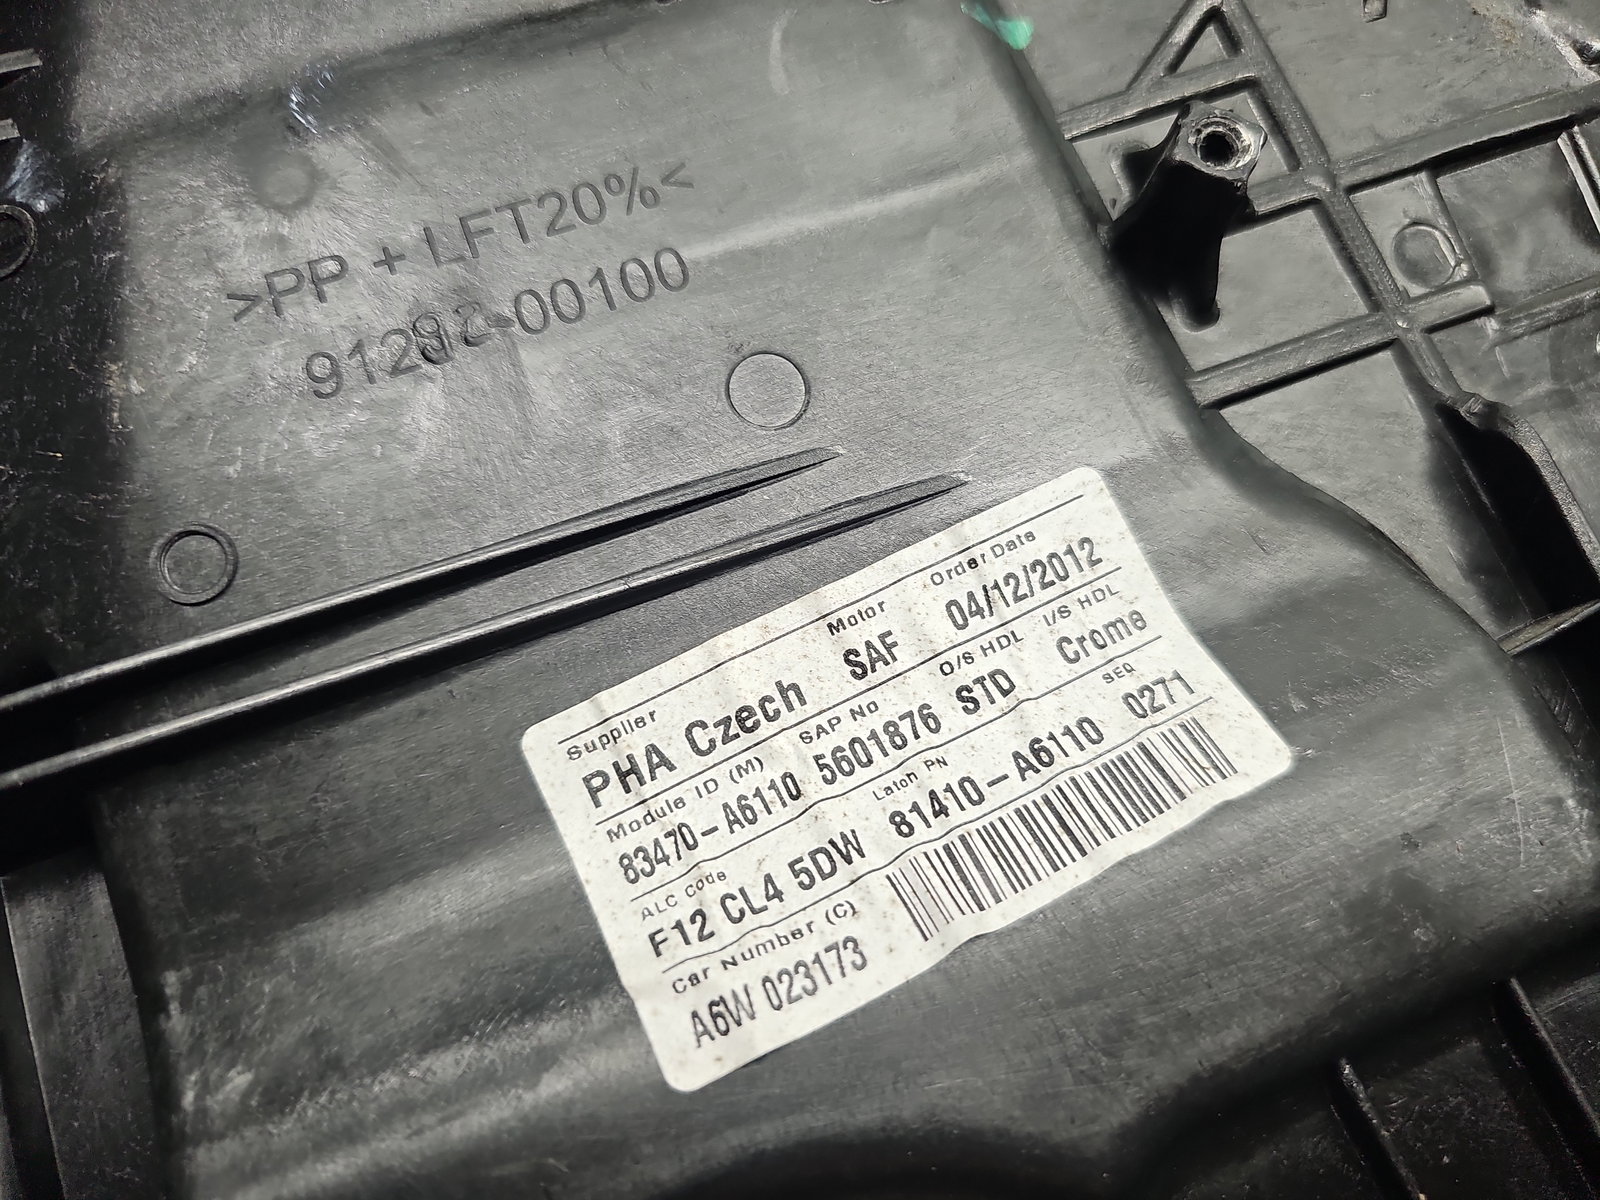 >PP + LFT20%<
-00100
Supplier Motor Order Date
PHA Czech SAF 04/12/2012
Module ID (M) SAP No O/S HDL I/S HDL
83470-A6110 5601876 STD Crome
ALC Code Latch PN SEQ
F12 CL4 5DW 81410-A6110 0271
Car Number (C)
A6W 023173